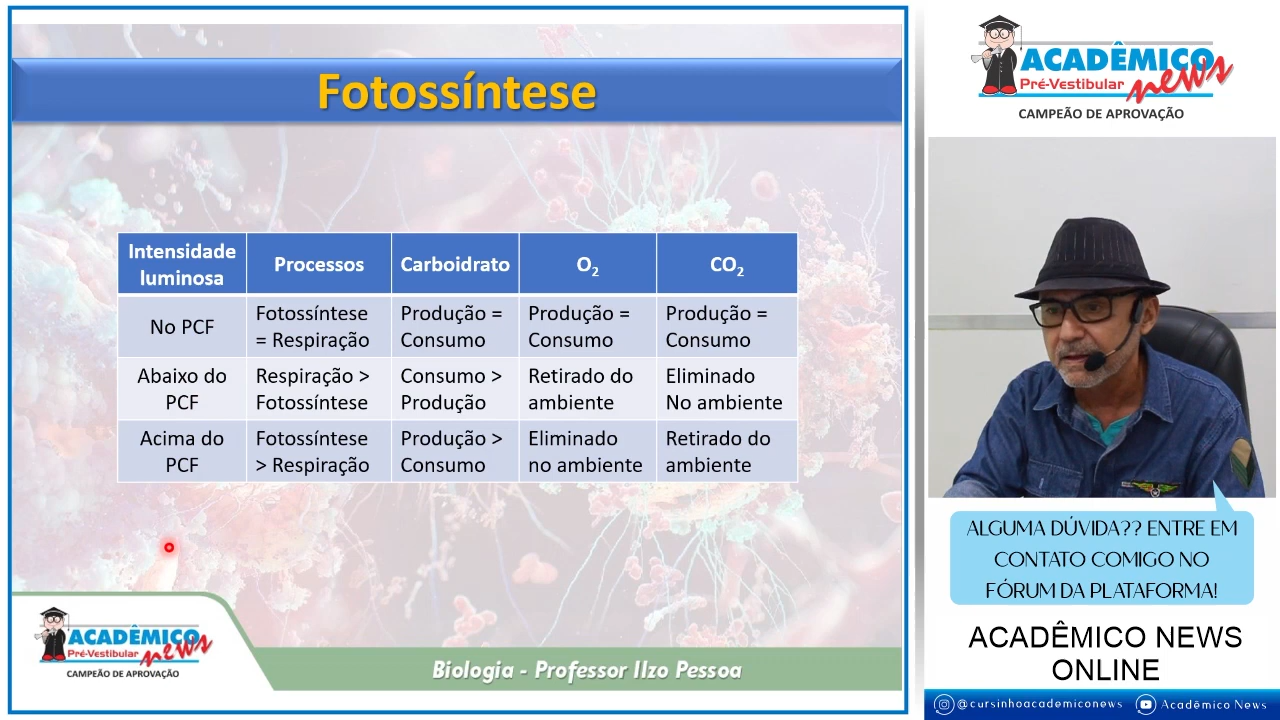 Fotossíntese
Intensidade
luminosa
Processos
Carboidrato
O₂
CO₂
No PCF
Fotossíntese
= Respiração
Produção =
Consumo
Produção =
Consumo
Produção =
Consumo
Abaixo do
PCF
Respiração >
Fotossíntese
Consumo >
Produção
Retirado do
ambiente
Eliminado
No ambiente
Acima do
PCF
Fotossíntese
> Respiração
Produção >
Consumo
Eliminado
no ambiente
Retirado do
ambiente
ACADÊMICO
Pré-Vestibular news
CAMPEÃO DE APROVAÇÃO
Biologia - Professor Ilzo Pessoa
ACADÊMICO
Pré-Vestibular news
CAMPEÃO DE APROVAÇÃO
ALGUMA DÚVIDA?? ENTRE EM
CONTATO COMIGO NO
FÓRUM DA PLATAFORMA!
ACADÊMICO NEWS
ONLINE
@cursinhoacademiconews
Acadêmico News